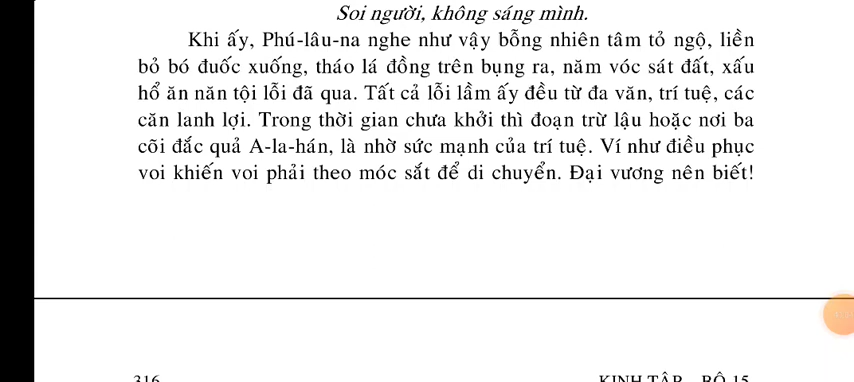 Soi người, không sáng mình.
Khi ấy, Phú-lâu-na nghe như vậy bỗng nhiên tâm tỏ ngộ, liền
bỏ bó đuốc xuống, tháo lá đồng trên bụng ra, năm vóc sát đất, xấu
hổ ăn năn tội lỗi đã qua. Tất cả lỗi lầm ấy đều từ đa văn, trí tuệ, các
căn lanh lợi. Trong thời gian chưa khởi thì đoạn trừ lậu hoặc nơi ba
cõi đắc quả A-la-hán, là nhờ sức mạnh của trí tuệ. Ví như điều phục
voi khiến voi phải theo móc sắt để di chuyển. Đại vương nên biết!
316 KINH TẬP BỘ 15